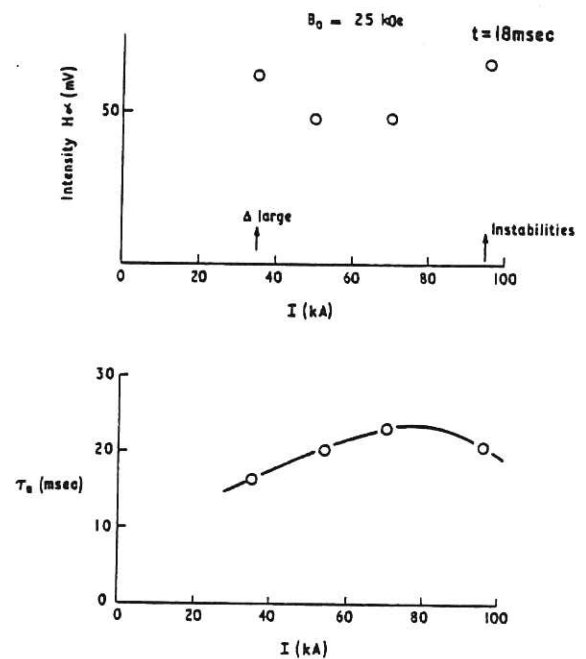 B₀ = 25 kOe
t=18msec
Intensity Hα (mV)
50
Δ large
Instabilities
0
20
40
60
80
100
I (kA)
30
20
10
0
τₑ (msec)
0
20
40
60
80
100
I (kA)